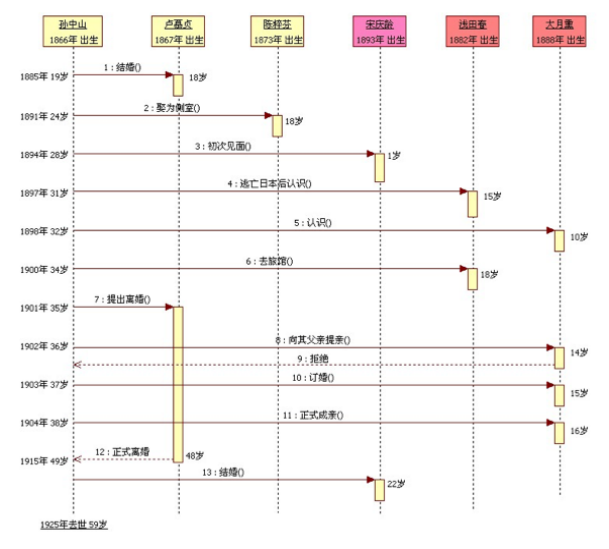 孙中山 卢慕贞 陈粹芬 宋庆龄 浅田春 大月薰
1866年 出生 1867年 出生 1873年 出生 1893年 出生 1882年 出生 1888年 出生
1885年 19岁 1 : 结婚() 18岁
1891年 24岁 2 : 娶为侧室() 18岁
1894年 28岁 3 : 初次见面() 1岁
1897年 31岁 4 : 逃亡日本后认识() 15岁
1898年 32岁 5 : 认识() 10岁
1900年 34岁 6 : 去旅馆() 18岁
1901年 35岁 7 : 提出离婚()
1902年 36岁 8 : 向其父亲提亲() 14岁
9 : 拒绝
1903年 37岁 10 : 订婚() 15岁
1904年 38岁 11 : 正式成亲() 16岁
1915年 49岁 12 : 正式离婚 48岁
13 : 结婚() 22岁
1925年去世 59岁